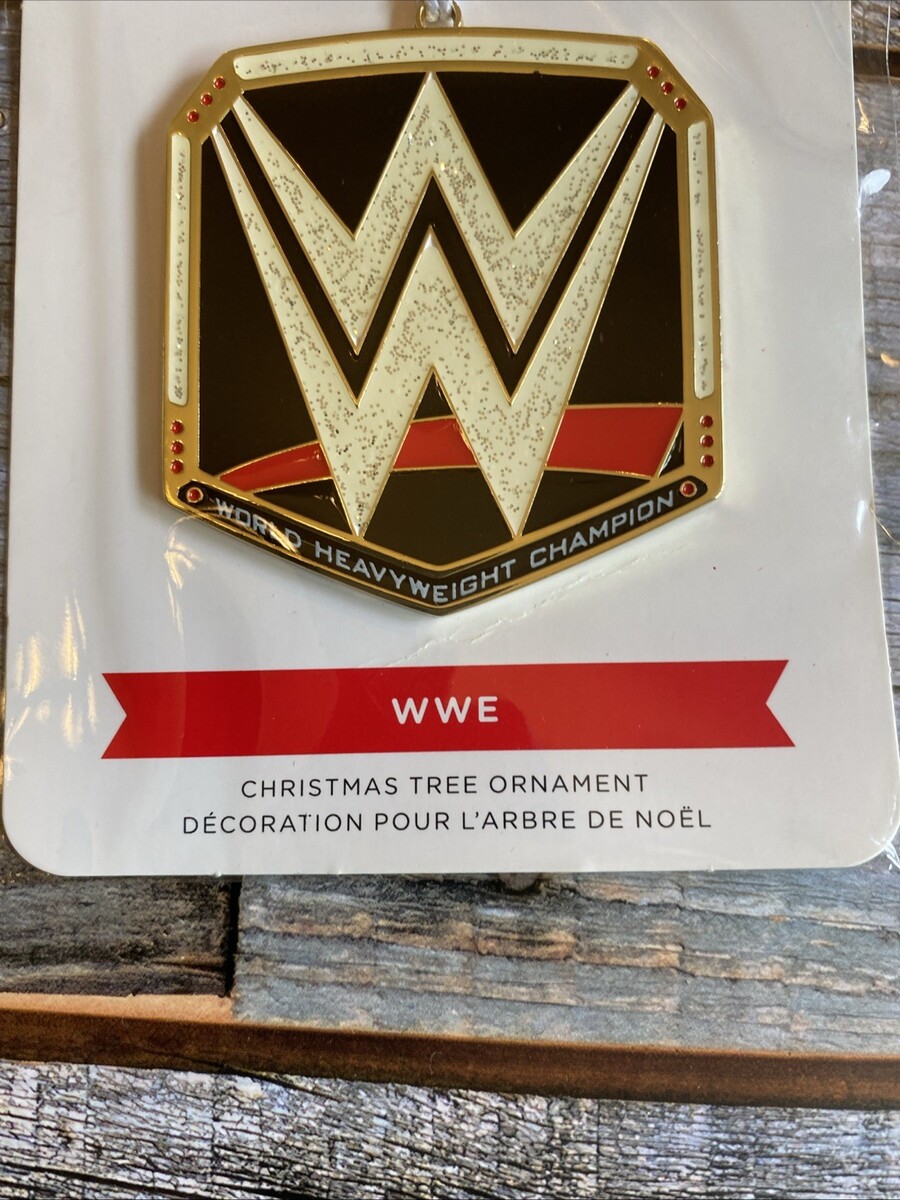 WORLD HEAVYWEIGHT CHAMPION
WWE
CHRISTMAS TREE ORNAMENT
DÉCORATION POUR L'ARBRE DE NOËL